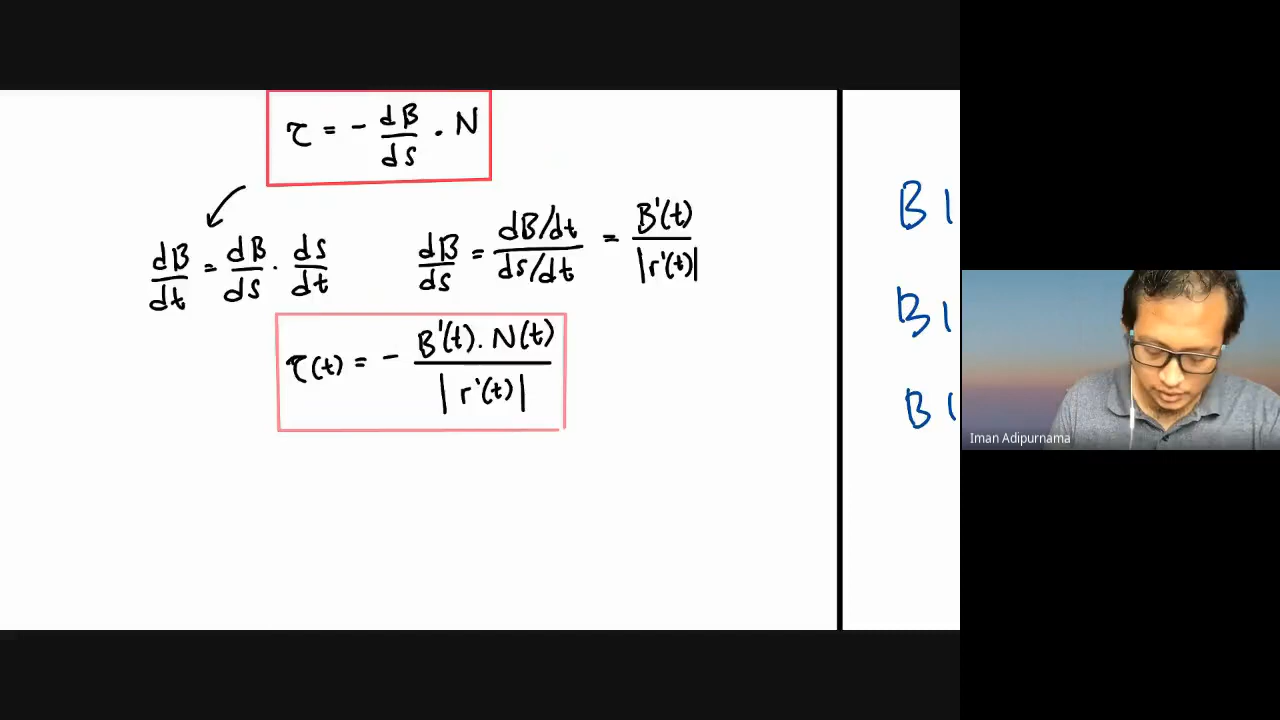 τ = - dB/ds · N
dB/dt = dB/ds · ds/dt
dB/ds = (dB/dt)/(ds/dt) = B'(t)/|r'(t)|
τ(t) = - B'(t) · N(t)/|r'(t)|
B
B
B
Iman Adipurnama